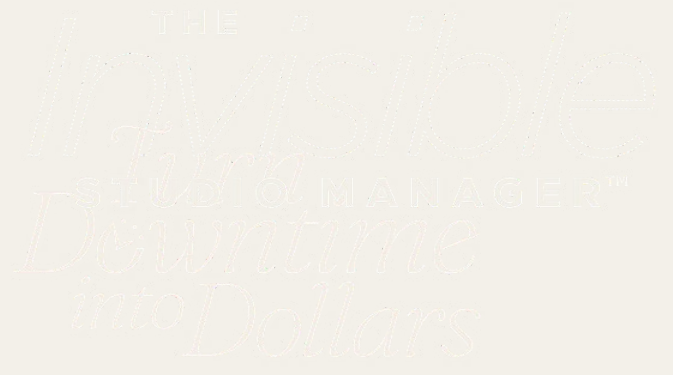 THE
Invisible
STUDIO MANAGER™
Turn
Downtime
into Dollars